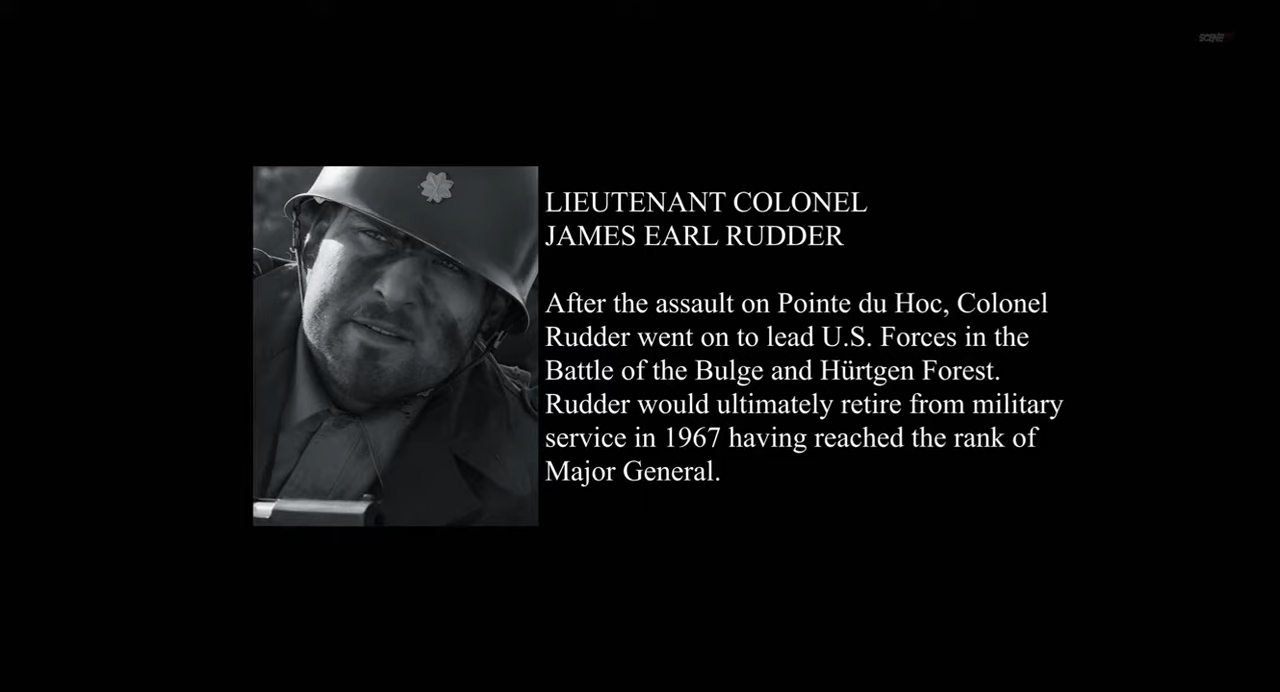 SCENE
LIEUTENANT COLONEL
JAMES EARL RUDDER
After the assault on Pointe du Hoc, Colonel
Rudder went on to lead U.S. Forces in the
Battle of the Bulge and Hürtgen Forest.
Rudder would ultimately retire from military
service in 1967 having reached the rank of
Major General.